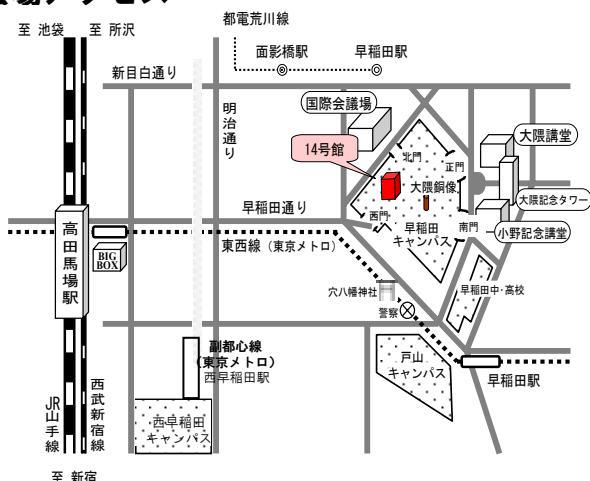 都電荒川線
至 池袋
至 所沢
面影橋駅
早稲田駅
新目白通り
明治通り
国際会議場
14号館
北門
正門
大隈講堂
大隈銅像
大隈記念タワー
西門
早稲田
キャンパス
南門
小野記念講堂
早稲田通り
高田馬場駅
BIG
BOX
東西線(東京メトロ)
穴八幡神社
警察
早稲田中・高校
副都心線
(東京メトロ)
西早稲田駅
戸山
キャンパス
早稲田駅
西早稲田
キャンパス
JR山手線
西武新宿線
至 新宿